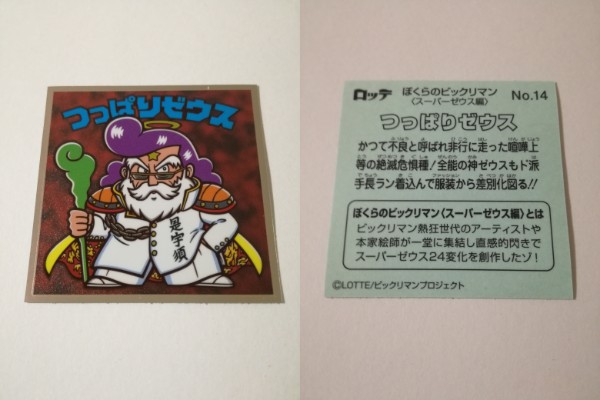 つっぱりゼウス
是宇須
ロッテ
ぼくらのビックリマン
〈スーパーゼウス編〉
No.14
つっぱりゼウス
かつて不良と呼ばれ非行に走った喧嘩上
等の絶滅危惧種!全能の神ゼウスもド派
手長ラン着込んで服装から差別化図る!!
ぼくらのビックリマン〈スーパーゼウス編〉とは
ビックリマン熱狂世代のアーティストや
本家絵師が一堂に集結し直感的閃きで
スーパーゼウス24変化を創作したゾ!
©LOTTE/ビックリマンプロジェクト